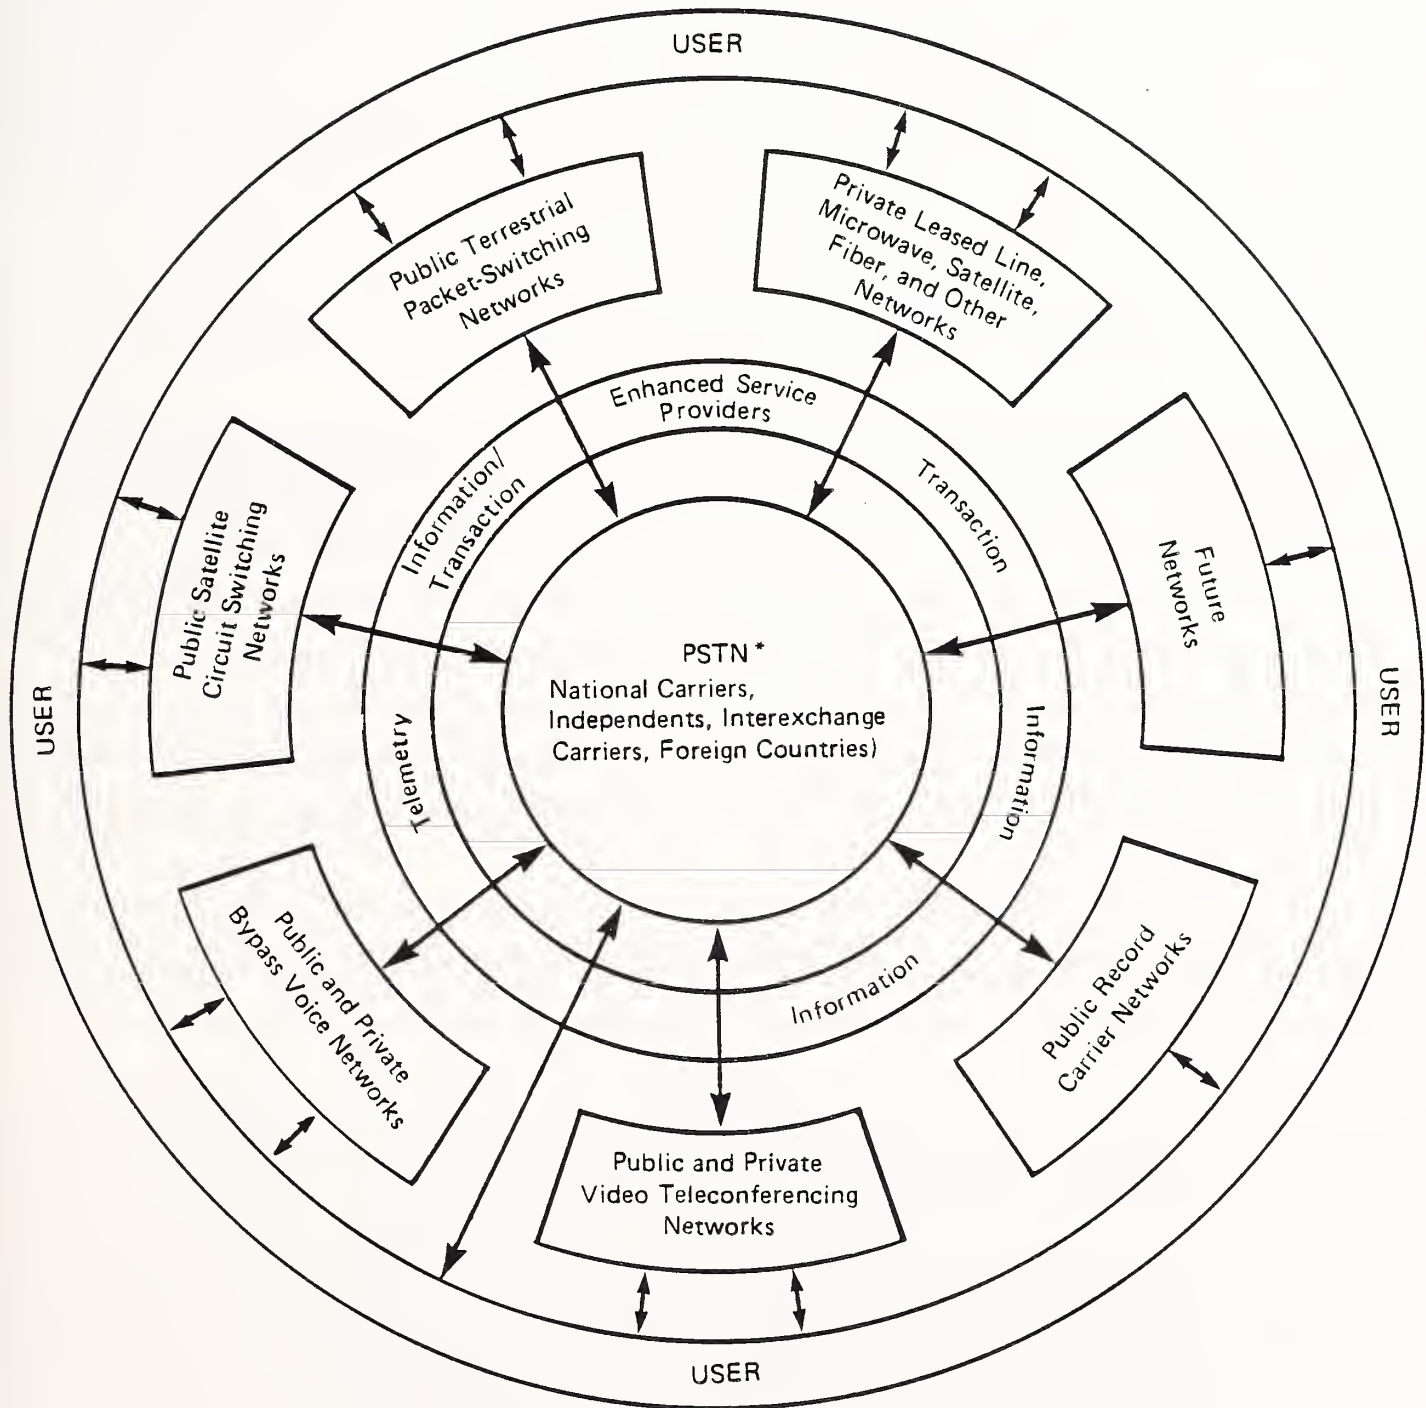 USER
Public Terrestrial
Packet-Switching
Networks
Private Leased Line,
Microwave, Satellite,
Fiber, and Other
Networks
Enhanced Service
Providers
Information/
Transaction
Transaction
Public Satellite
Circuit Switching
Networks
Future
Networks
PSTN *
National Carriers,
Independents, Interexchange
Carriers, Foreign Countries)
USER
USER
Telemetry
Information
Public and Private
Bypass Voice Networks
Information
Public Record
Carrier Networks
Public and Private
Video Teleconferencing
Networks
USER